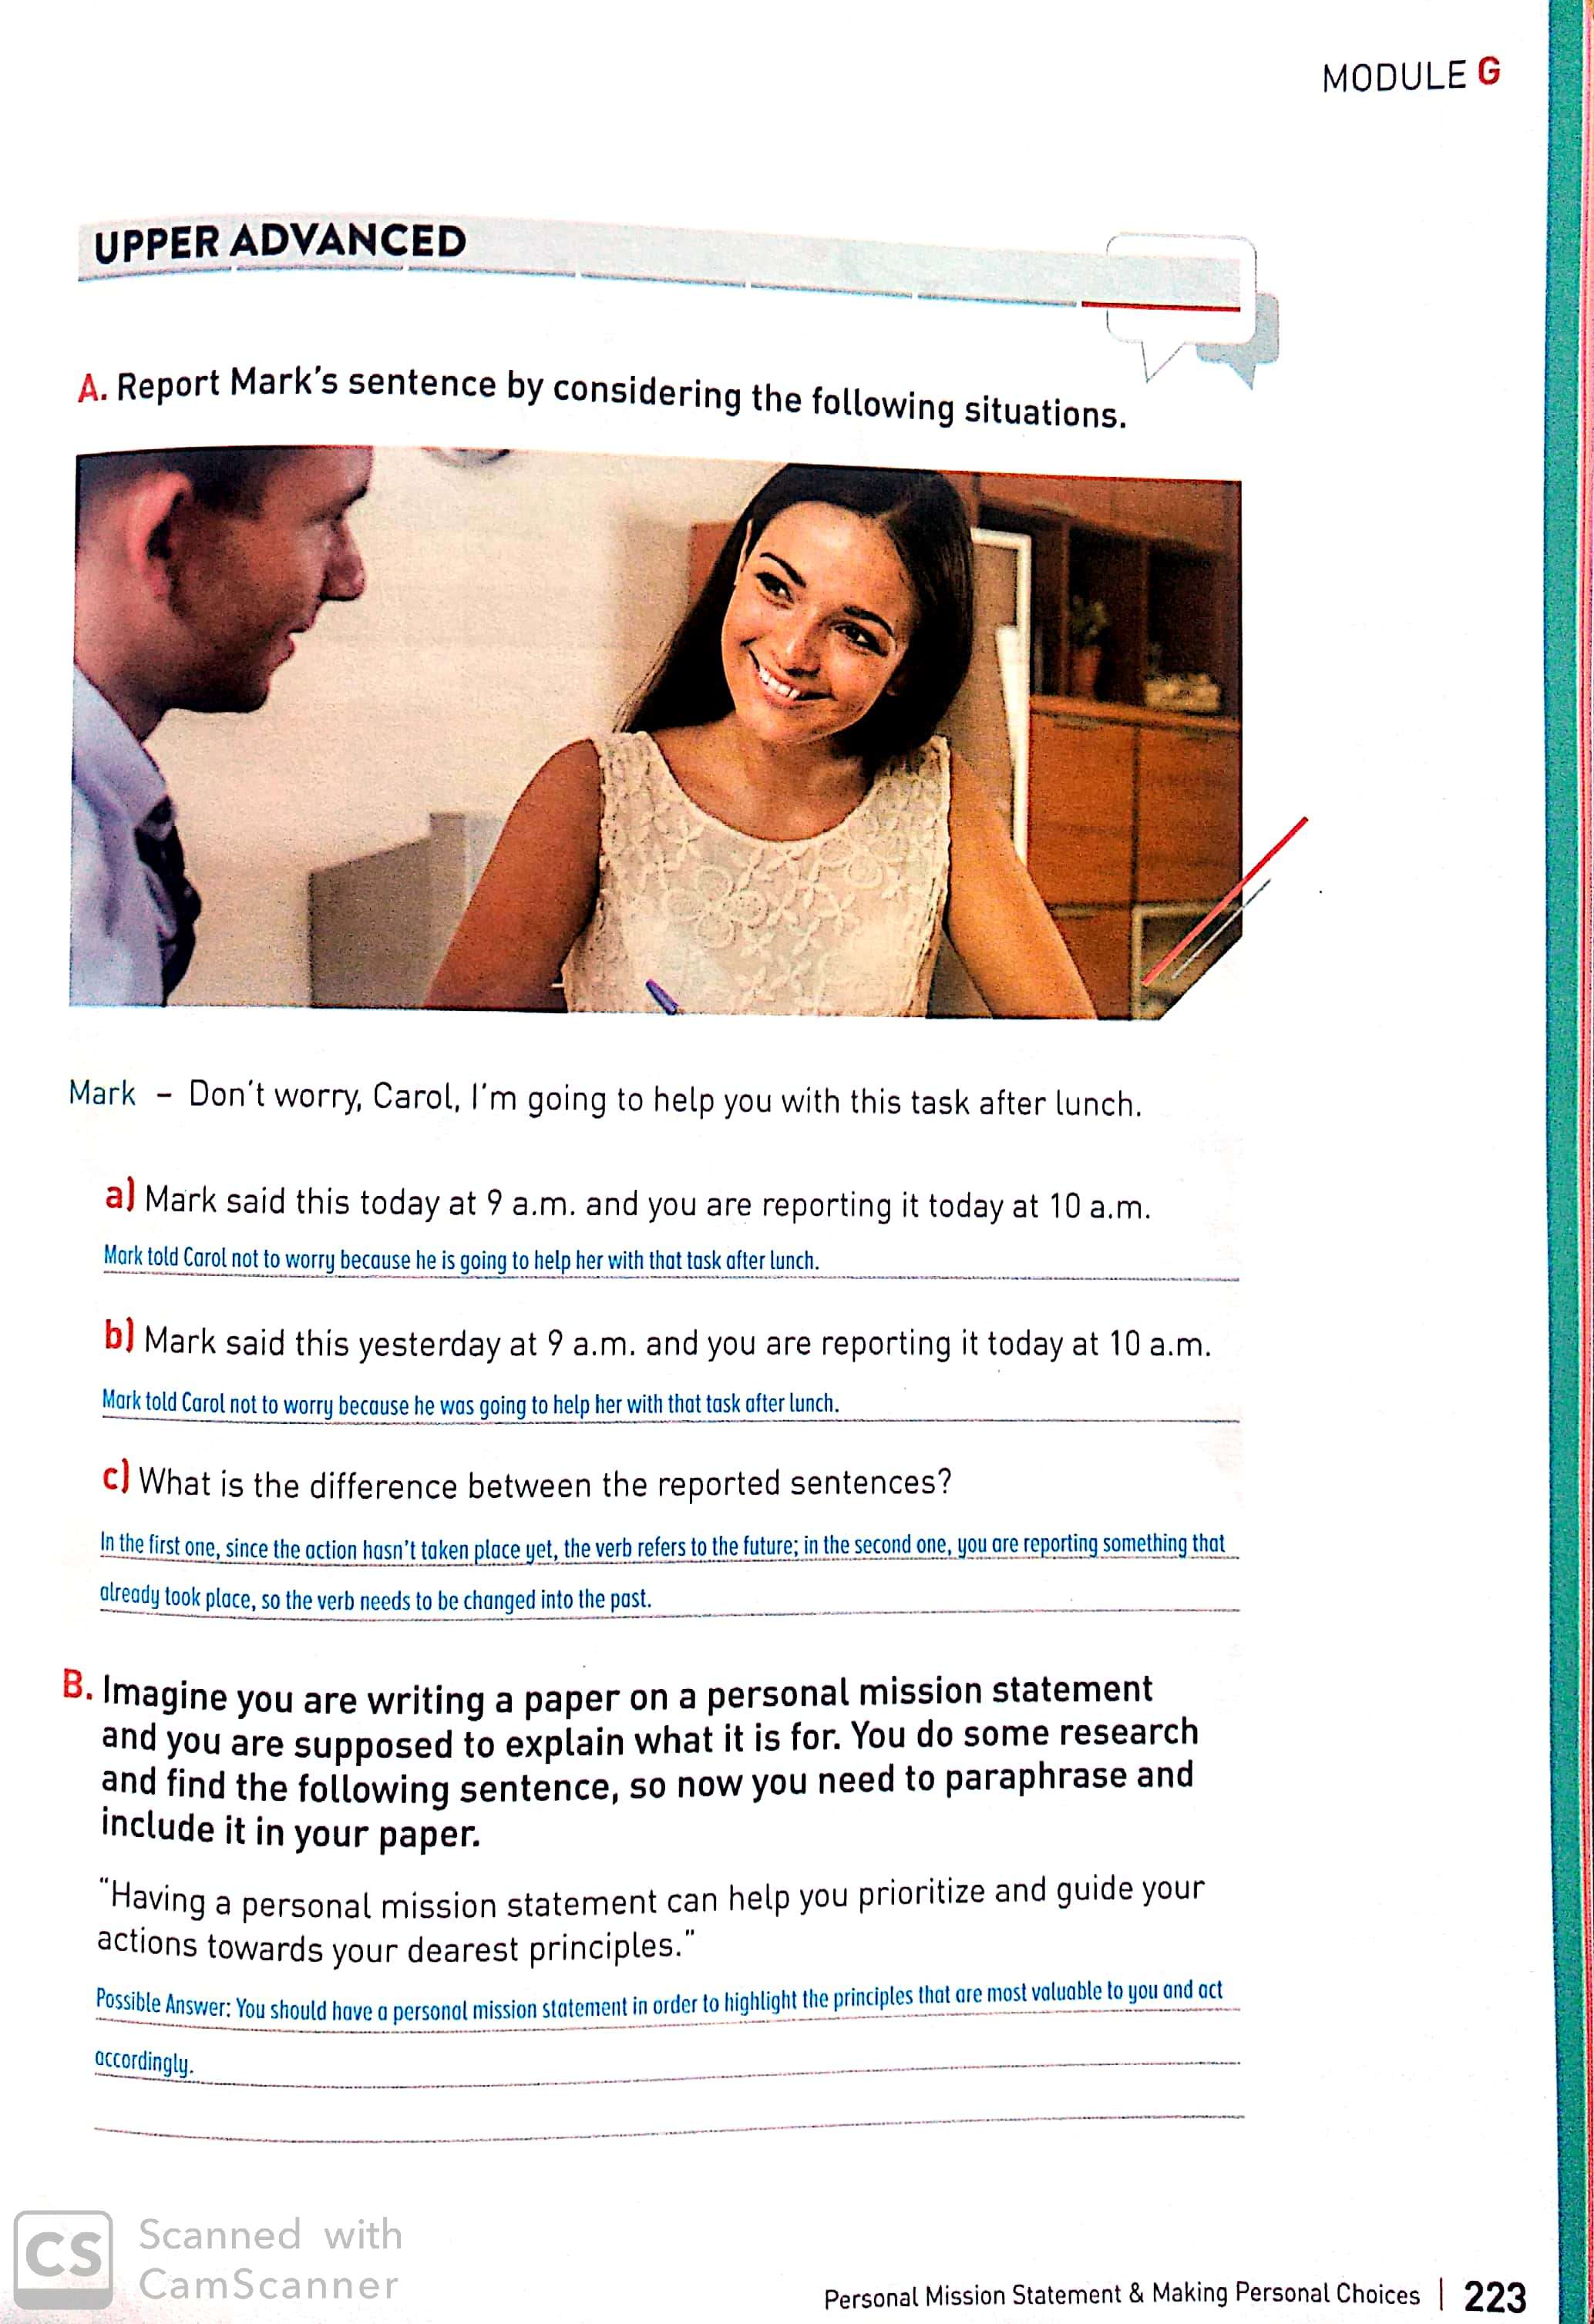 MODULE G
UPPER ADVANCED
A. Report Mark's sentence by considering the following situations.
Mark - Don't worry, Carol, I'm going to help you with this task after lunch.
a) Mark said this today at 9 a.m. and you are reporting it today at 10 a.m.
Mark told Carol not to worry because he is going to help her with that task after lunch.
b) Mark said this yesterday at 9 a.m. and you are reporting it today at 10 a.m.
Mark told Carol not to worry because he was going to help her with that task after lunch.
c) What is the difference between the reported sentences?
In the first one, since the action hasn't taken place yet, the verb refers to the future; in the second one, you are reporting something that
already took place, so the verb needs to be changed into the past.
B. Imagine you are writing a paper on a personal mission statement
and you are supposed to explain what it is for. You do some research
and find the following sentence, so now you need to paraphrase and
include it in your paper.
"Having a personal mission statement can help you prioritize and guide your
actions towards your dearest principles."
Possible Answer: You should have a personal mission statement in order to highlight the principles that are most valuable to you and act
accordingly.
CS Scanned with
CamScanner
Personal Mission Statement & Making Personal Choices | 223